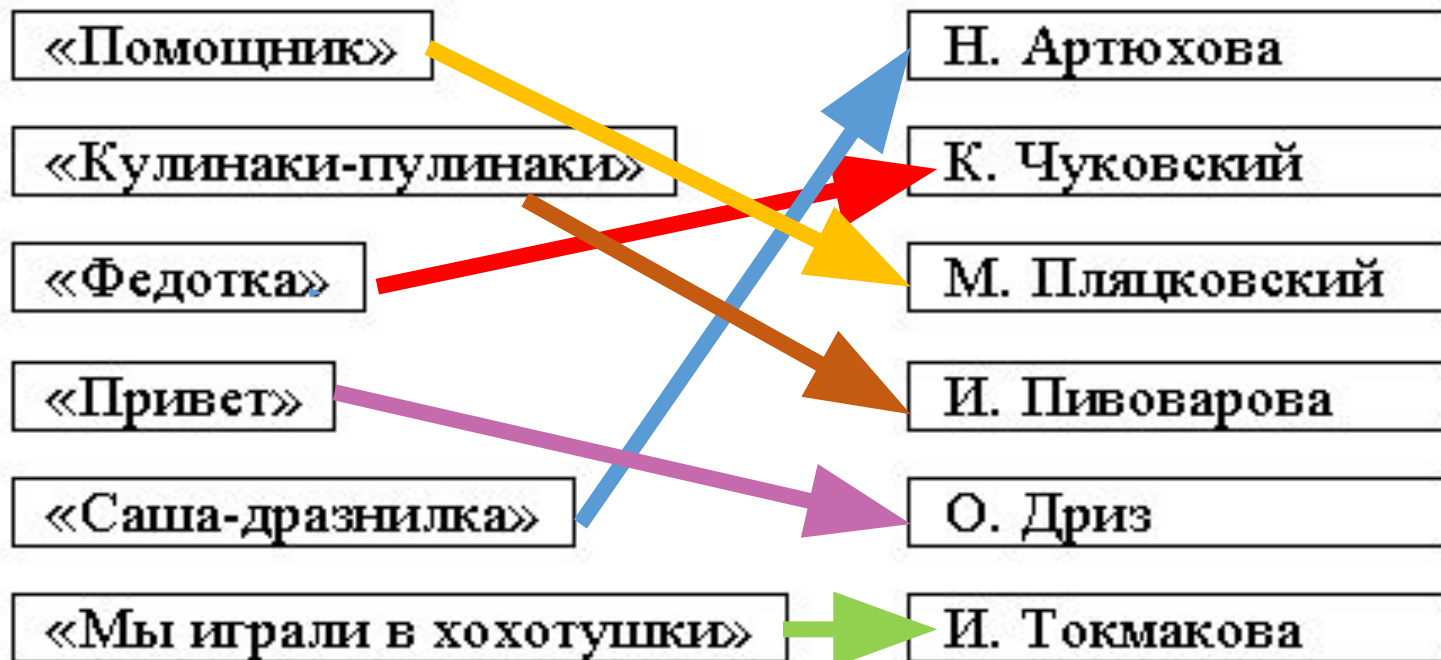 «Помощник»
Н. Артюхова
«Кулинаки-пулинаки»
К. Чуковский
«Федотка»
М. Пляцковский
«Привет»
И. Пивоварова
«Саша-дразнилка»
О. Дриз
«Мы играли в хохотушки»
И. Токмакова